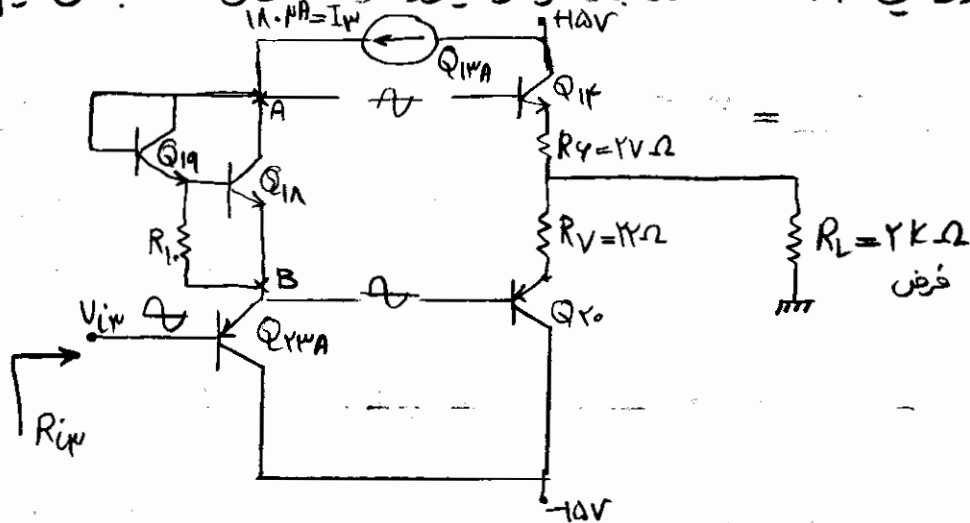 ۱۸۰μA=I۳
+۱۵V
Q۱۳A
A
Q۱۴
=
Q۱۹
Q۱۸
R۶=۲۷Ω
R۱۰
R۷=۲۲Ω
R_L=۲KΩ
فرض
B
Q۲۰
Vi۳
Q۲۳A
Ri۳
-۱۵V